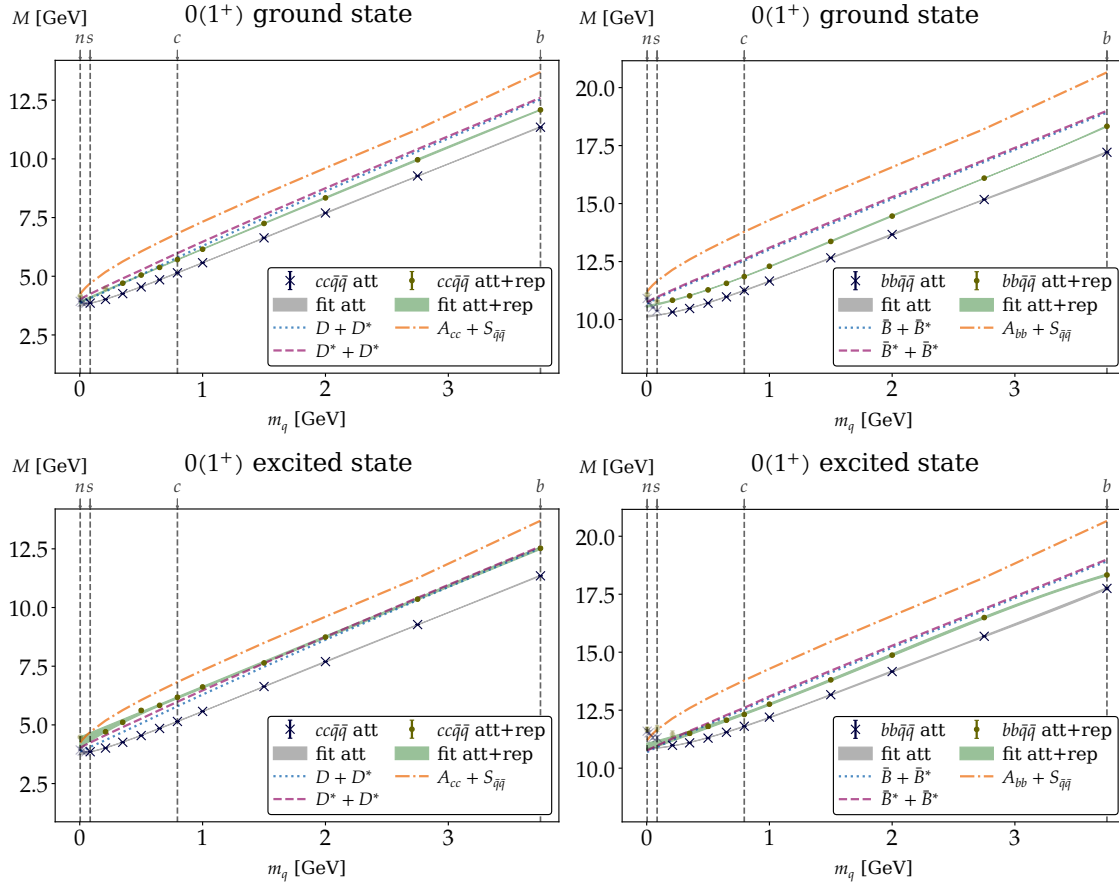 M [GeV]
0(1⁺) ground state
n s c b
12.5
10.0
7.5
5.0
2.5
0 1 2 3
m_q [GeV]
ccq̄q̄ att
ccq̄q̄ att+rep
fit att
fit att+rep
D + D*
A_cc + S_q̄q̄
D* + D*
M [GeV]
0(1⁺) ground state
n s c b
20.0
17.5
15.0
12.5
10.0
0 1 2 3
m_q [GeV]
bbq̄q̄ att
bbq̄q̄ att+rep
fit att
fit att+rep
B̄ + B̄*
A_bb + S_q̄q̄
B̄* + B̄*
M [GeV]
0(1⁺) excited state
n s c b
12.5
10.0
7.5
5.0
2.5
0 1 2 3
m_q [GeV]
ccq̄q̄ att
ccq̄q̄ att+rep
fit att
fit att+rep
D + D*
A_cc + S_q̄q̄
D* + D*
M [GeV]
0(1⁺) excited state
n s c b
20.0
17.5
15.0
12.5
10.0
0 1 2 3
m_q [GeV]
bbq̄q̄ att
bbq̄q̄ att+rep
fit att
fit att+rep
B̄ + B̄*
A_bb + S_q̄q̄
B̄* + B̄*